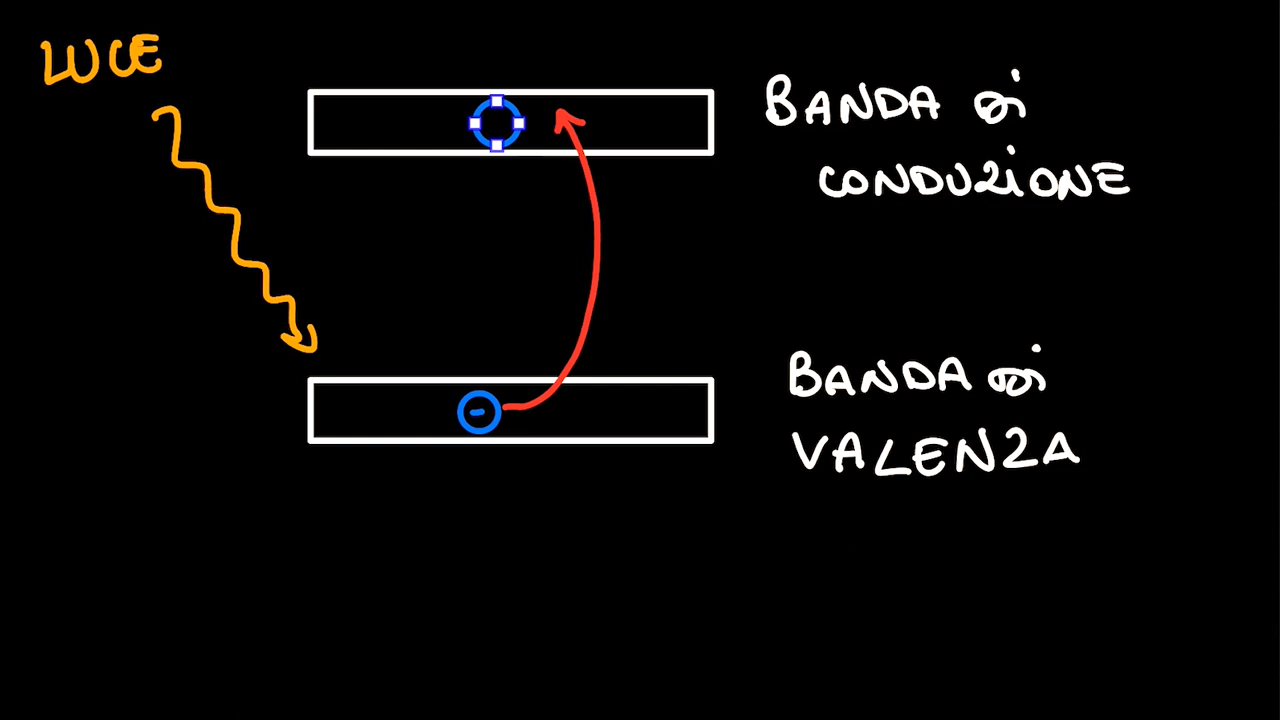 LUCE
BANDA di
CONDUZIONE
BANDA di
VALENZA
-